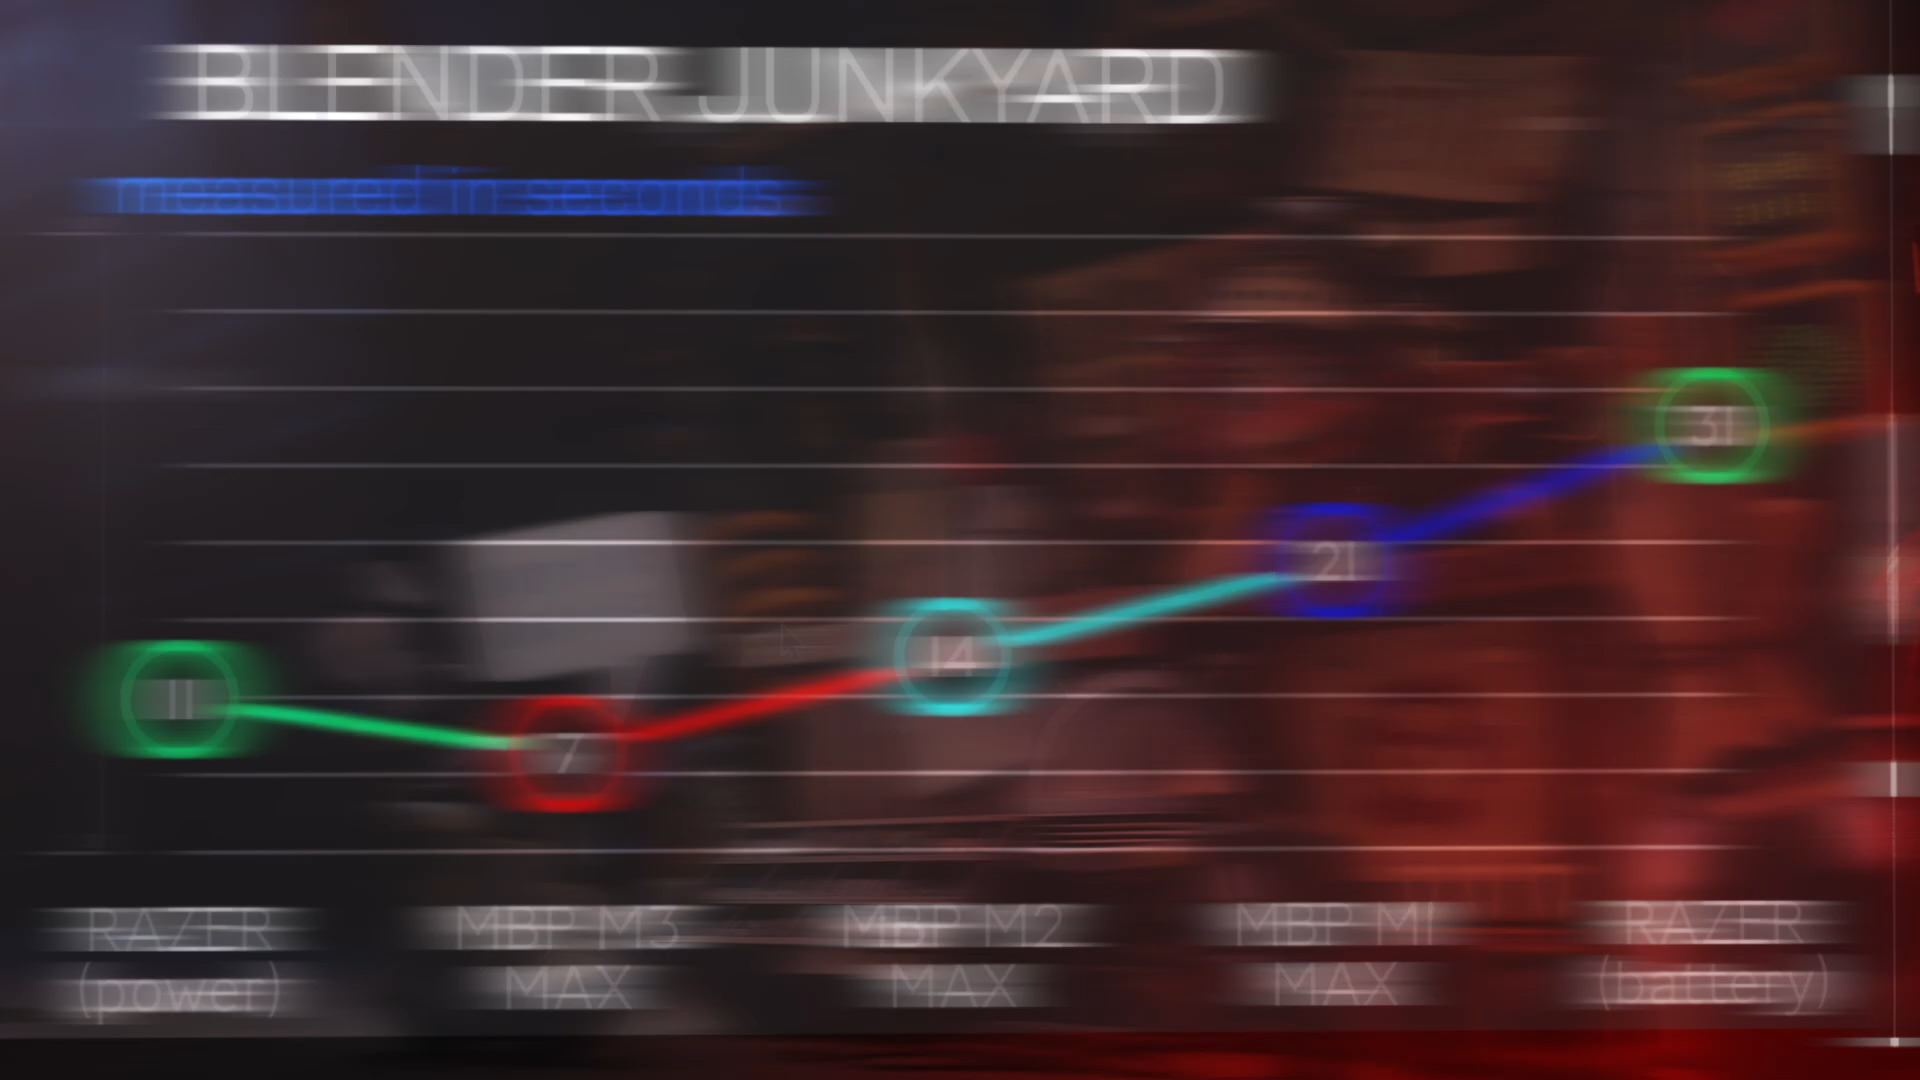 BLENDER JUNKYARD
measured in seconds
31
21
14
11
7
RAZER (power)
MBP M3 MAX
MBP M2 MAX
MBP M1 MAX
RAZER (battery)